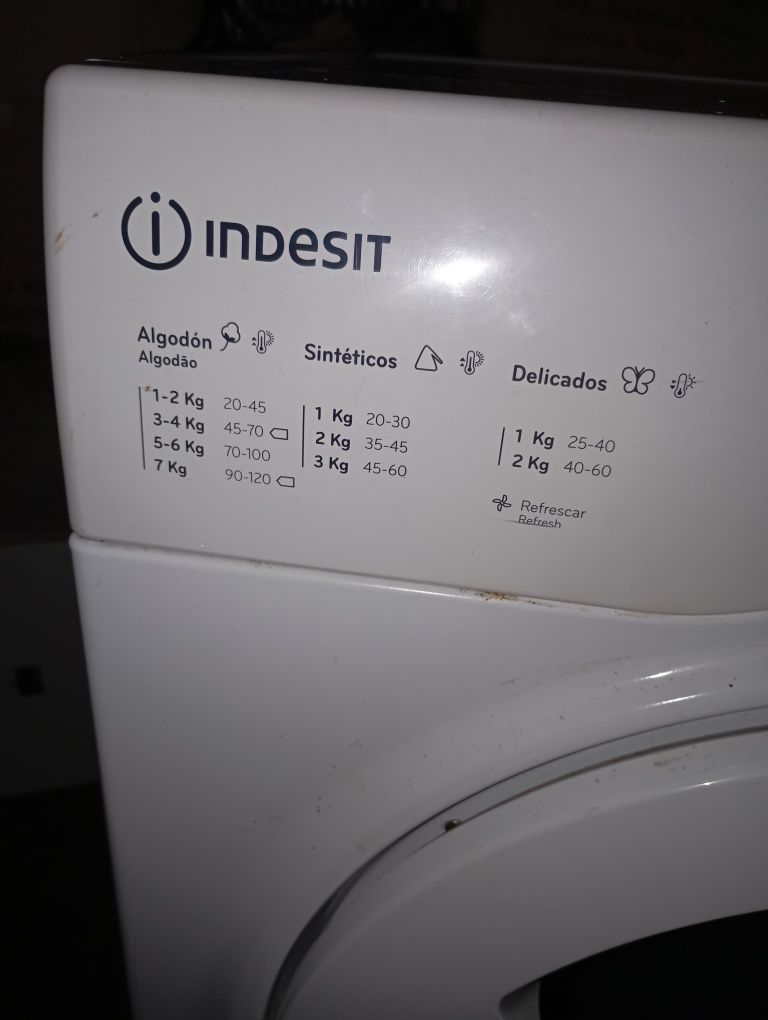 INDESIT
Algodón
Algodão
1-2 Kg 20-45
3-4 Kg 45-70
5-6 Kg 70-100
7 Kg 90-120
Sintéticos
1 Kg 20-30
2 Kg 35-45
3 Kg 45-60
Delicados
1 Kg 25-40
2 Kg 40-60
Refrescar
Refresh